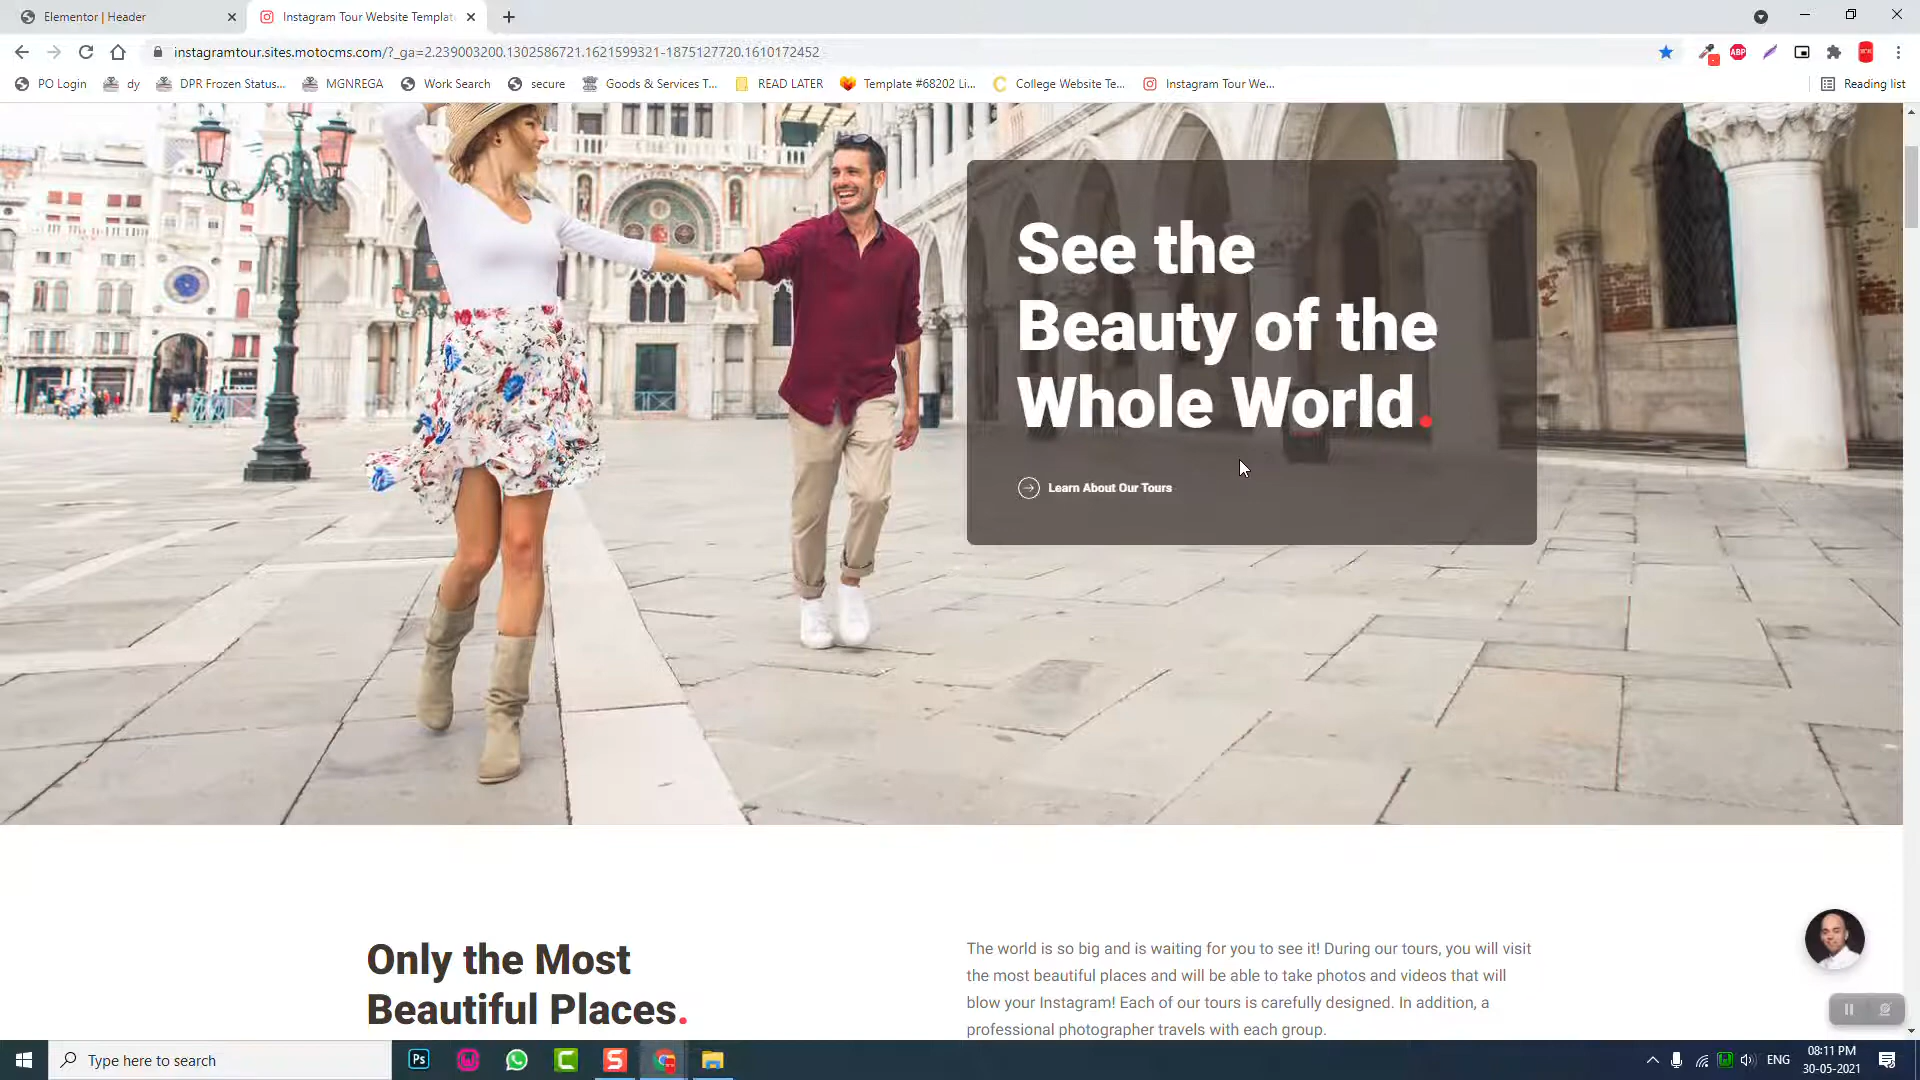 Elementor | Header
Instagram Tour Website Templat
instagramtour.sites.motocms.com/?_ga=2.239003200.1302586721.1621599321-1875127720.1610172452
ABP
PO Login
dy
DPR Frozen Status...
MGNREGA
Work Search
secure
Goods & Services T...
READ LATER
Template #68202 Li...
College Website Te...
Instagram Tour We...
Reading list
See the
Beauty of the
Whole World.
Learn About Our Tours
Only the Most
Beautiful Places.
The world is so big and is waiting for you to see it! During our tours, you will visit
the most beautiful places and will be able to take photos and videos that will
blow your Instagram! Each of our tours is carefully designed. In addition, a
professional photographer travels with each group.
Type here to search
Ps
ENG
08:11 PM
30-05-2021